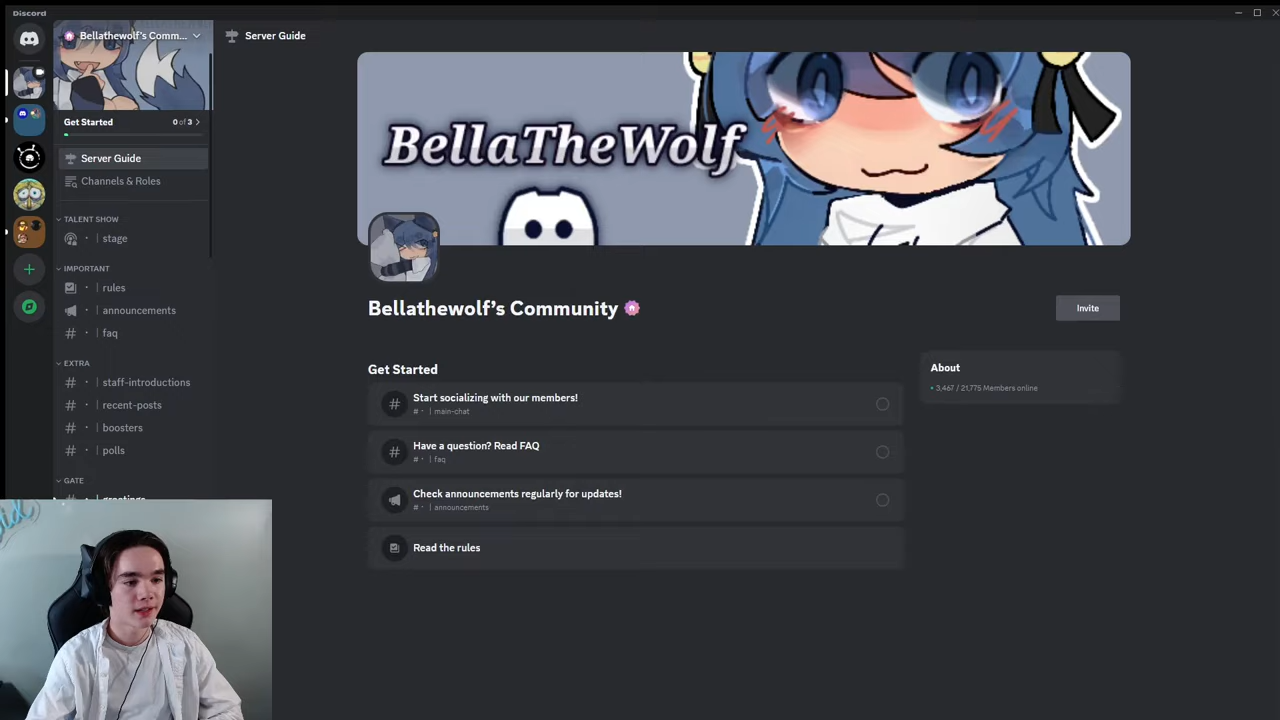 Discord
Bellathewolf's Comm...
Get Started
0 of 3
Server Guide
Channels & Roles
TALENT SHOW
stage
IMPORTANT
rules
announcements
faq
EXTRA
staff-introductions
recent-posts
boosters
polls
GATE
greetings
Server Guide
BellaTheWolf
Bellathewolf's Community
Invite
Get Started
Start socializing with our members!
# · | main-chat
Have a question? Read FAQ
# · | faq
Check announcements regularly for updates!
# · | announcements
Read the rules
About
3,467 / 21,775 Members online